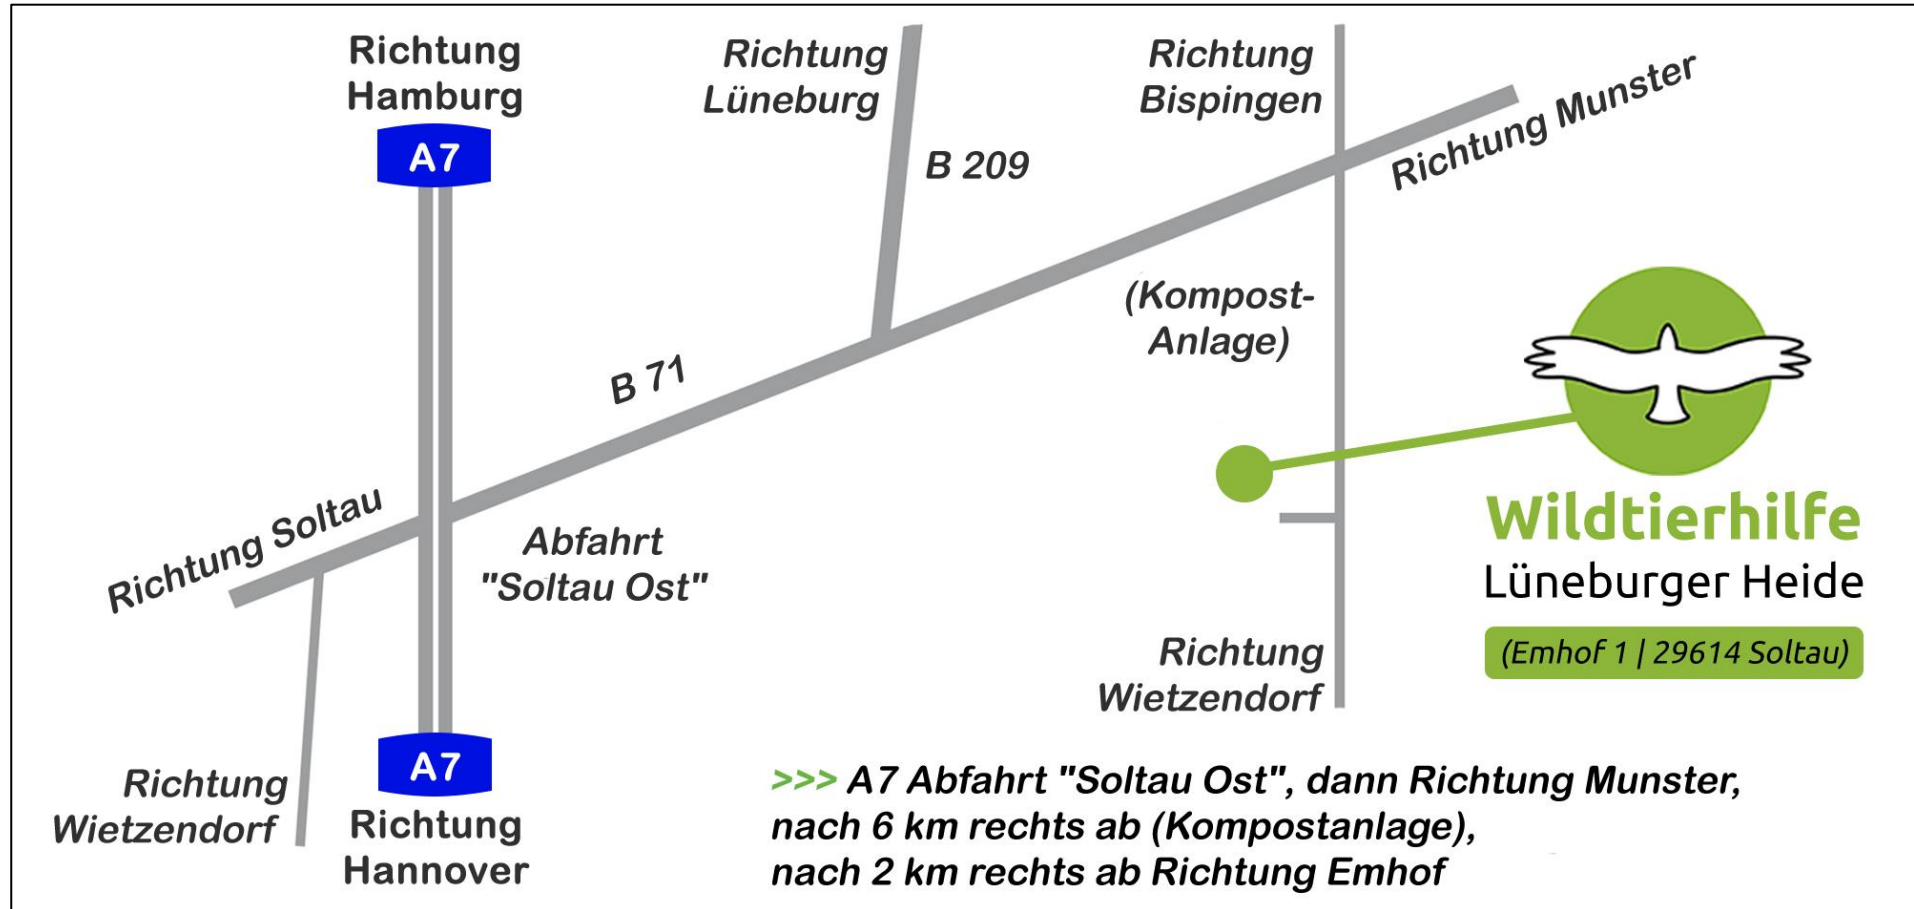 Richtung
Hamburg
A7
Richtung
Lüneburg
B 209
Richtung
Bispingen
Richtung Munster
(Kompost-
Anlage)
B 71
Richtung Soltau
Abfahrt
"Soltau Ost"
Wildtierhilfe
Lüneburger Heide
(Emhof 1 | 29614 Soltau)
Richtung
Wietzendorf
Richtung
Wietzendorf
A7
Richtung
Hannover
>>> A7 Abfahrt "Soltau Ost", dann Richtung Munster,
nach 6 km rechts ab (Kompostanlage),
nach 2 km rechts ab Richtung Emhof